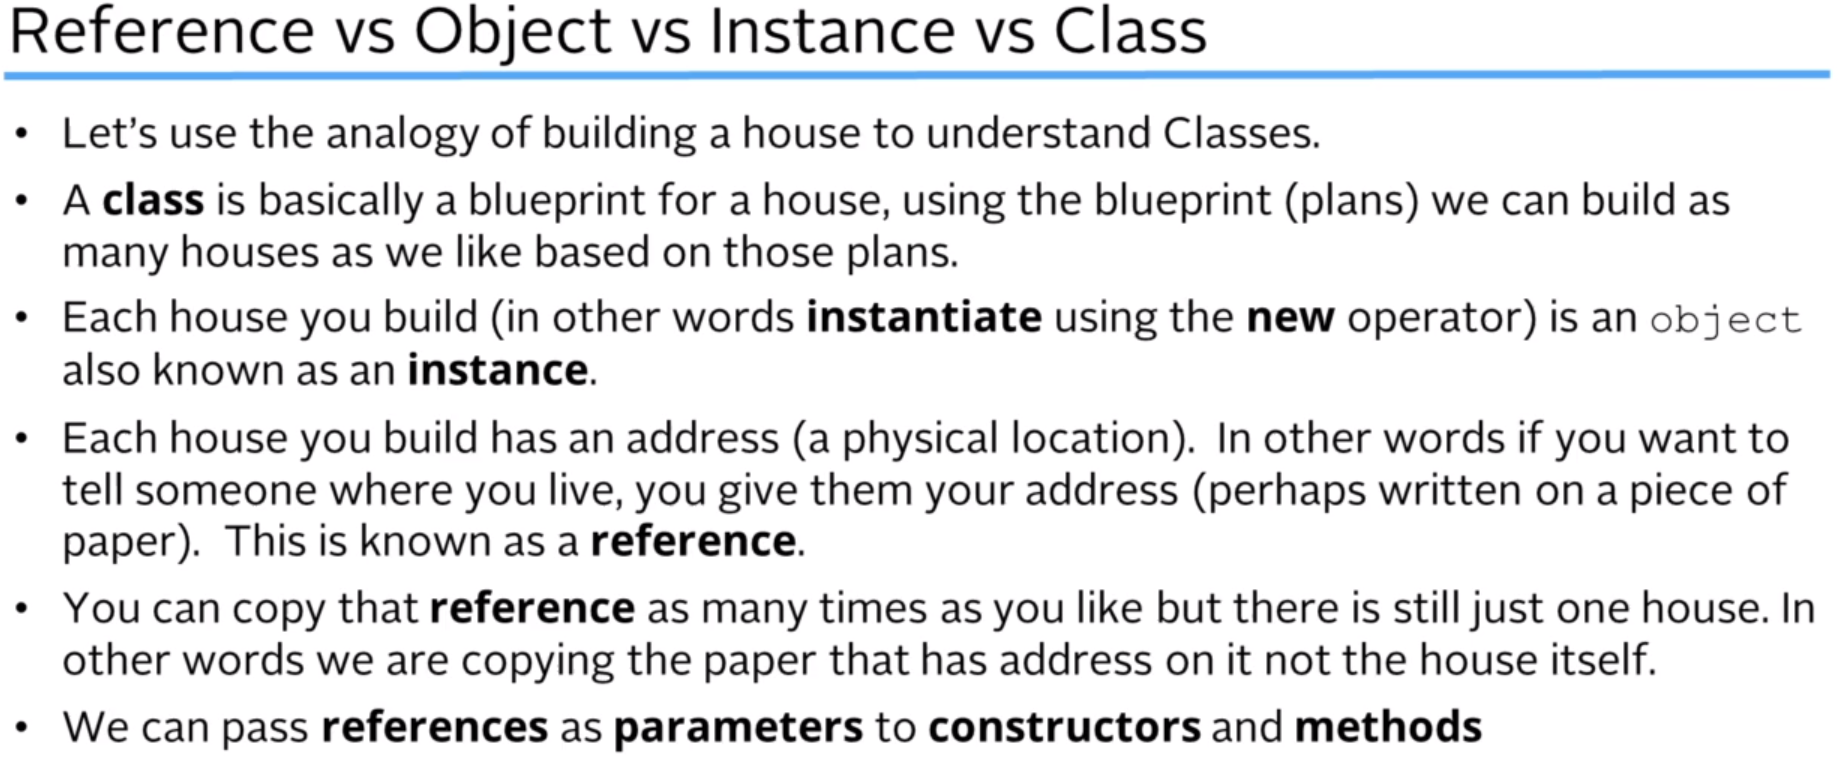 Reference vs Object vs Instance vs Class
• Let's use the analogy of building a house to understand Classes.
• A class is basically a blueprint for a house, using the blueprint (plans) we can build as
many houses as we like based on those plans.
• Each house you build (in other words instantiate using the new operator) is an object
also known as an instance.
• Each house you build has an address (a physical location).  In other words if you want to
tell someone where you live, you give them your address (perhaps written on a piece of
paper).  This is known as a reference.
• You can copy that reference as many times as you like but there is still just one house. In
other words we are copying the paper that has address on it not the house itself.
• We can pass references as parameters to constructors and methods